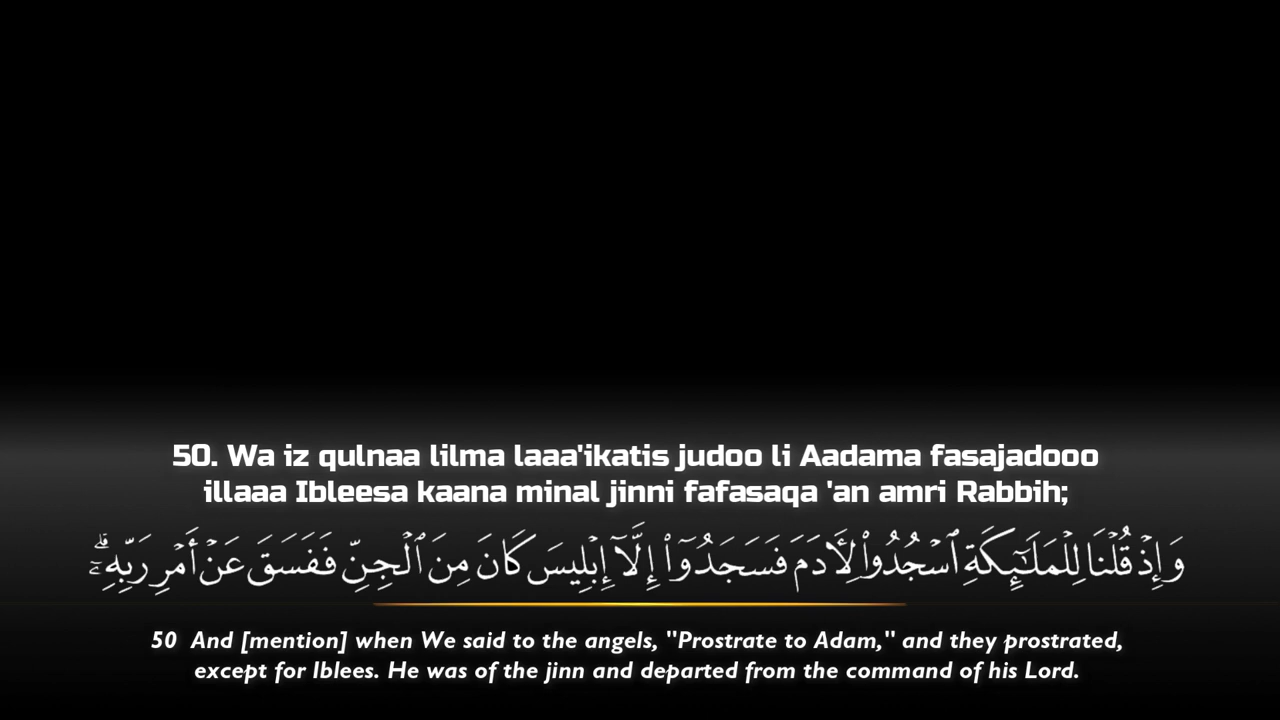 50. Wa iz qulnaa lilma laaa'ikatis judoo li Aadama fasajadooo
illaaa Ibleesa kaana minal jinni fafasaqa 'an amri Rabbih;
وَإِذْ قُلْنَا لِلْمَلَـٰٓئِكَةِ ٱسْجُدُوا۟ لِـَٔادَمَ فَسَجَدُوٓا۟ إِلَّآ إِبْلِيسَ كَانَ مِنَ ٱلْجِنِّ فَفَسَقَ عَنْ أَمْرِ رَبِّهِۦٓ ۗ
50 And [mention] when We said to the angels, "Prostrate to Adam," and they prostrated,
except for Iblees. He was of the jinn and departed from the command of his Lord.